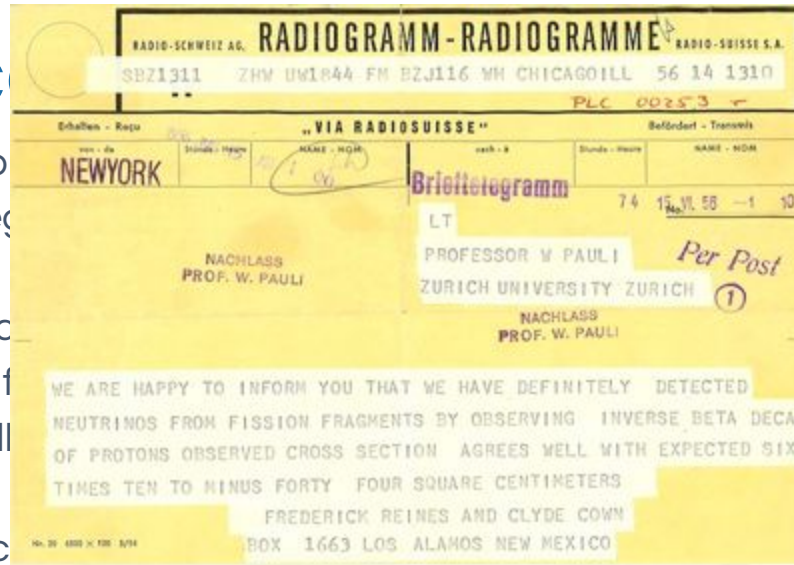 RADIO-SCHWEIZ AG. RADIOGRAMM-RADIOGRAMME RADIO-SUISSE S.A.
SBZ1311 ZHW UW1844 FM BZJ116 WH CHICAGOILL 56 14 1310
PLC 00253
Erhalten - Reçu „VIA RADIOSUISSE" Befördert - Transmis
von - de Stunde - Heure NAME - NOM nach - à Stunde - Heure NAME - NOM
NEWYORK
Brieftelegramm
74 15.VI.56 -1 10
LT
PROFESSOR W PAULI
Per Post
ZURICH UNIVERSITY ZURICH
1
NACHLASS
PROF. W. PAULI
NACHLASS
PROF. W. PAULI
WE ARE HAPPY TO INFORM YOU THAT WE HAVE DEFINITELY DETECTED
NEUTRINOS FROM FISSION FRAGMENTS BY OBSERVING INVERSE BETA DECA
OF PROTONS OBSERVED CROSS SECTION AGREES WELL WITH EXPECTED SIX
TIMES TEN TO MINUS FORTY FOUR SQUARE CENTIMETERS
FREDERICK REINES AND CLYDE COWN
BOX 1663 LOS ALAMOS NEW MEXICO